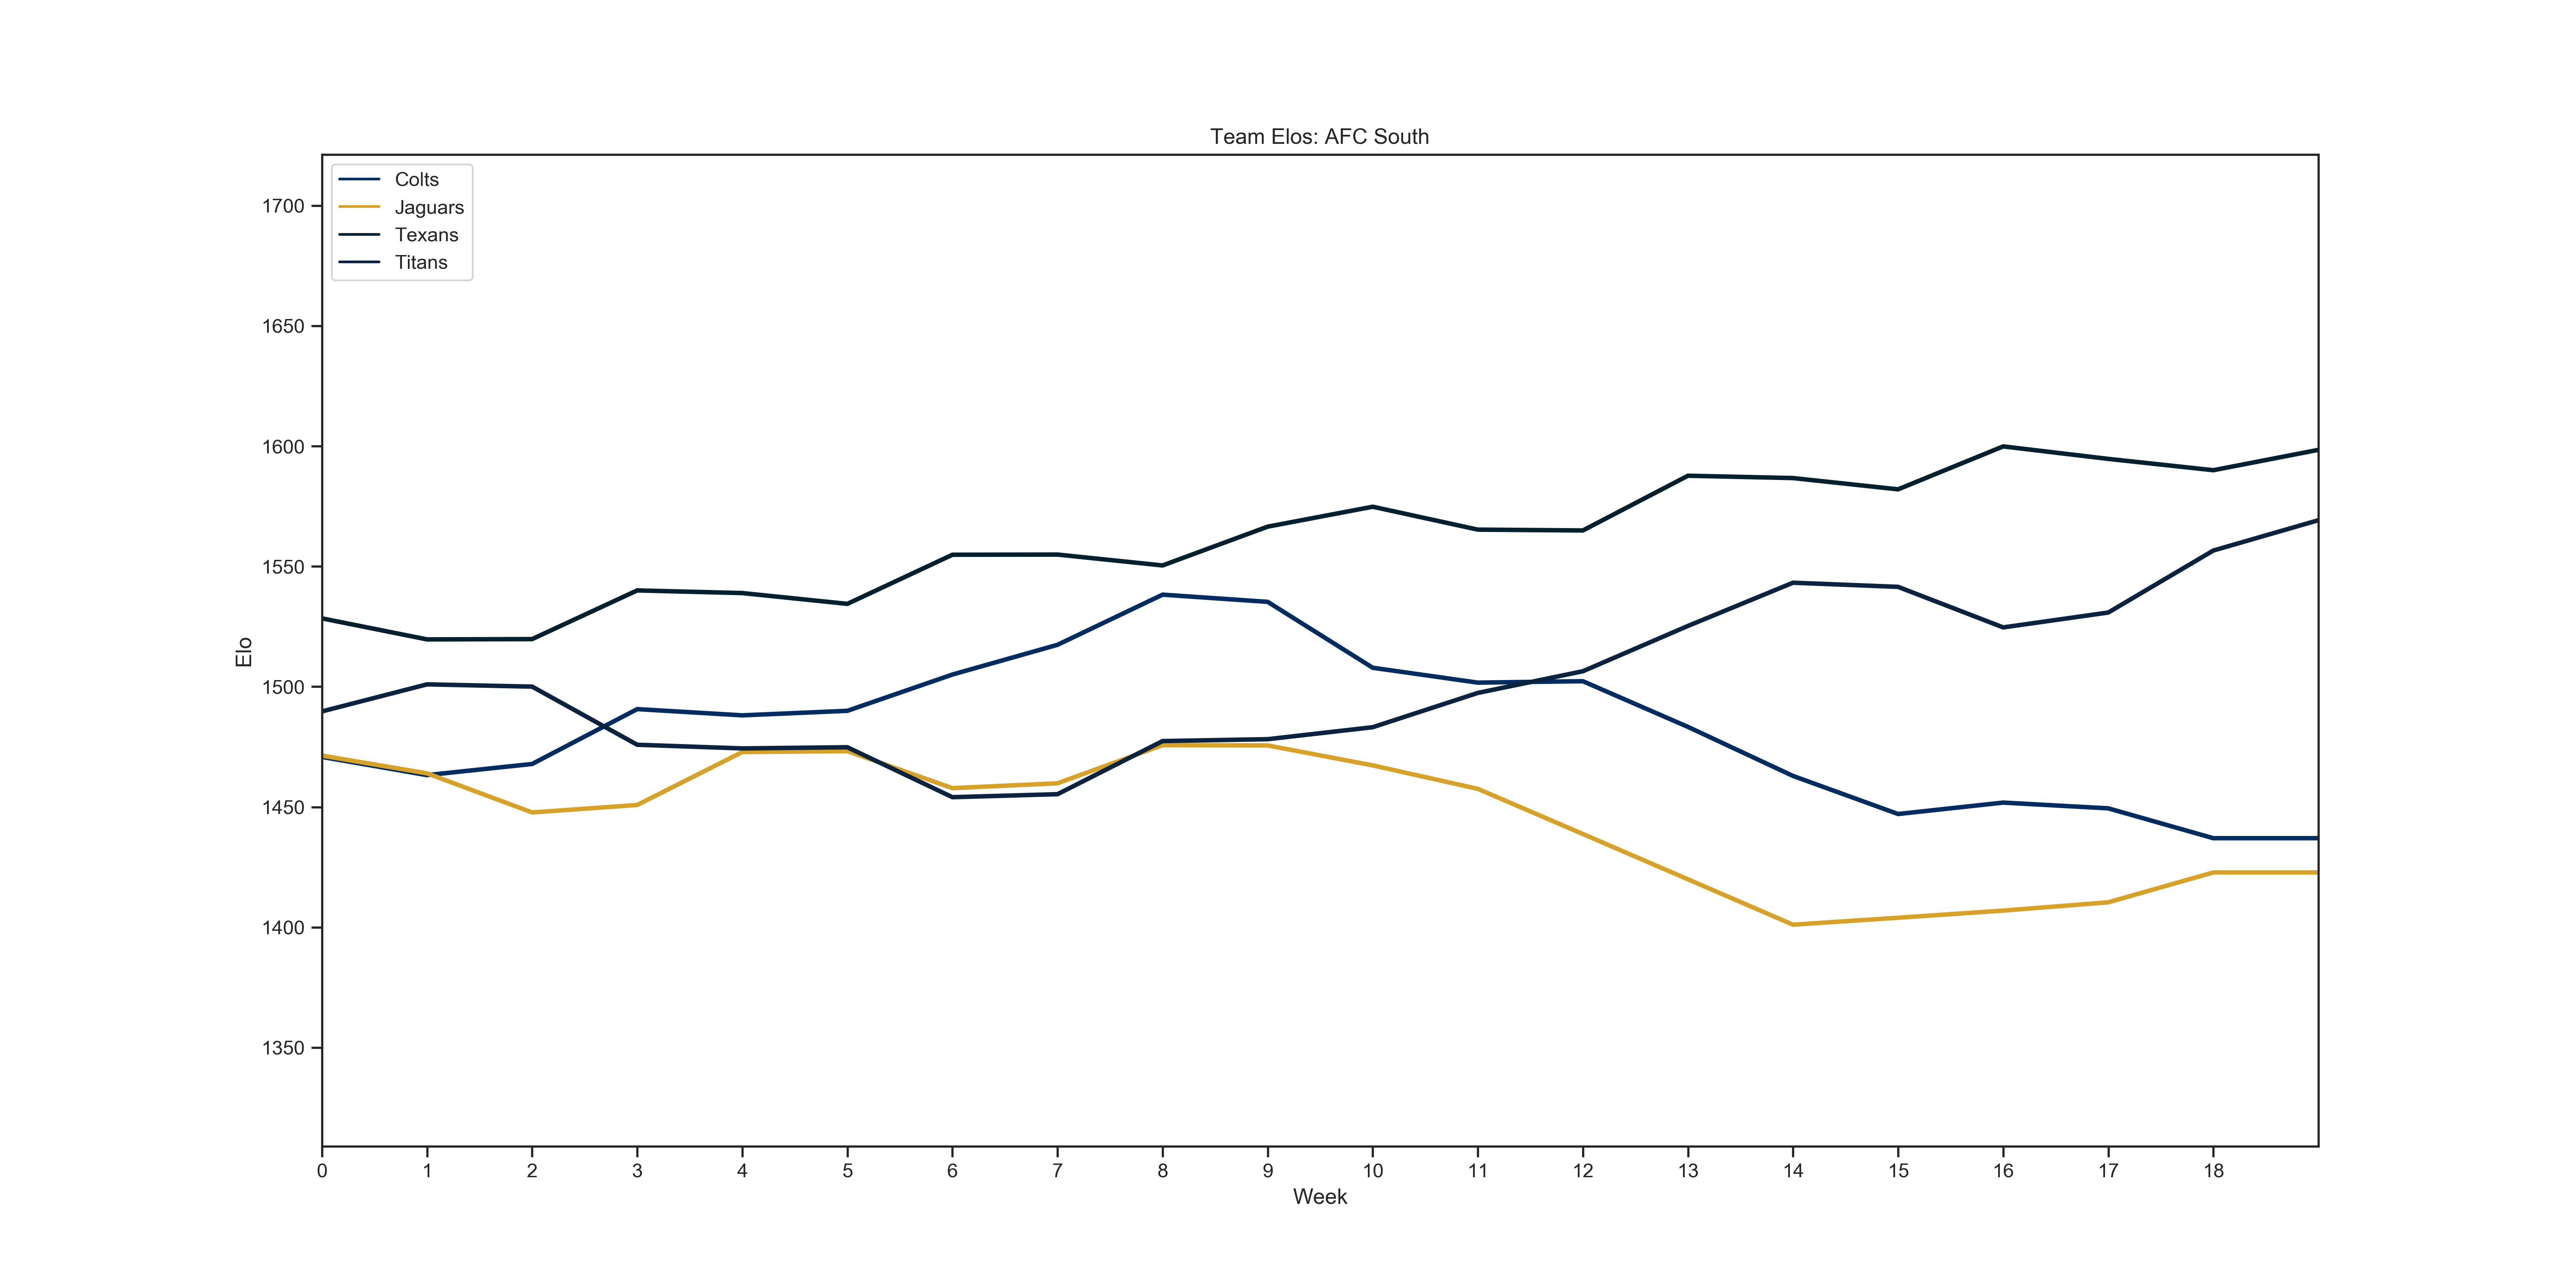 Team Elos: AFC South
Colts
Jaguars
Texans
Titans
1700
1650
1600
1550
1500
1450
1400
1350
Elo
0 1 2 3 4 5 6 7 8 9 10 11 12 13 14 15 16 17 18
Week